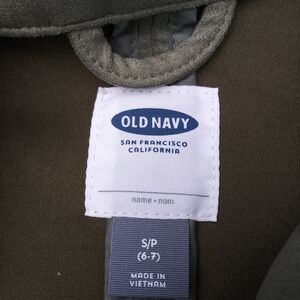 OLD NAVY
SAN FRANCISCO
CALIFORNIA
name • nom
S/P
(6-7)
MADE IN
VIETNAM